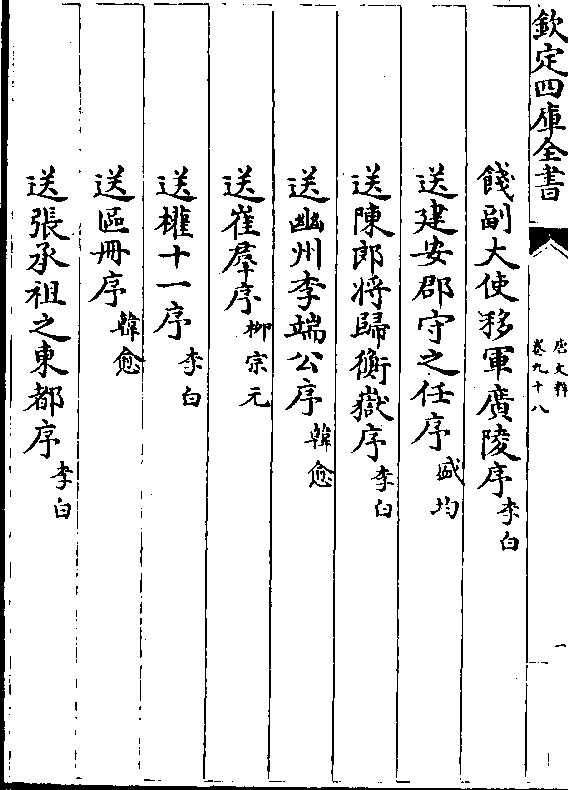 欽定四庫全書
唐文粹
卷九十八
一
餞副大使移軍廣陵序 李白
送建安郡守之任序 盛均
送陳郎將歸衡嶽序 李白
送幽州李端公序 韓愈
送崔羣序 柳宗元
送權十一序 李白
送區冊序 韓愈
送張承祖之東都序 李白